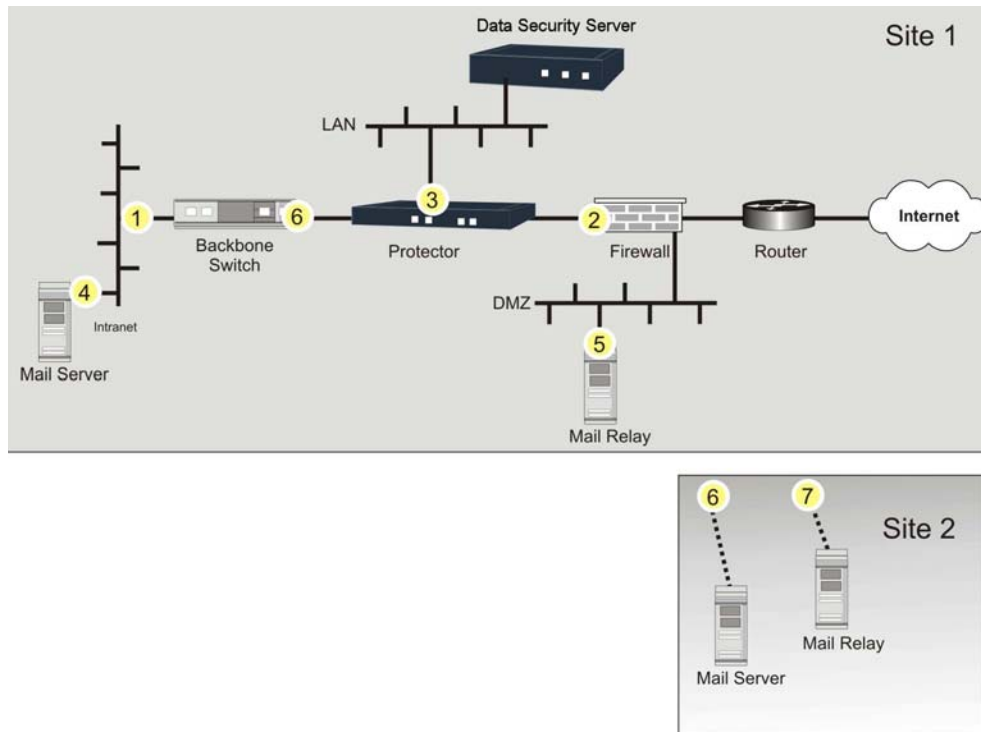 Data Security Server
Site 1
LAN
1
6
3
2
Internet
Backbone
Switch
Protector
Firewall
Router
4
Intranet
DMZ
Mail Server
5
Mail Relay
6
7
Site 2
Mail Relay
Mail Server